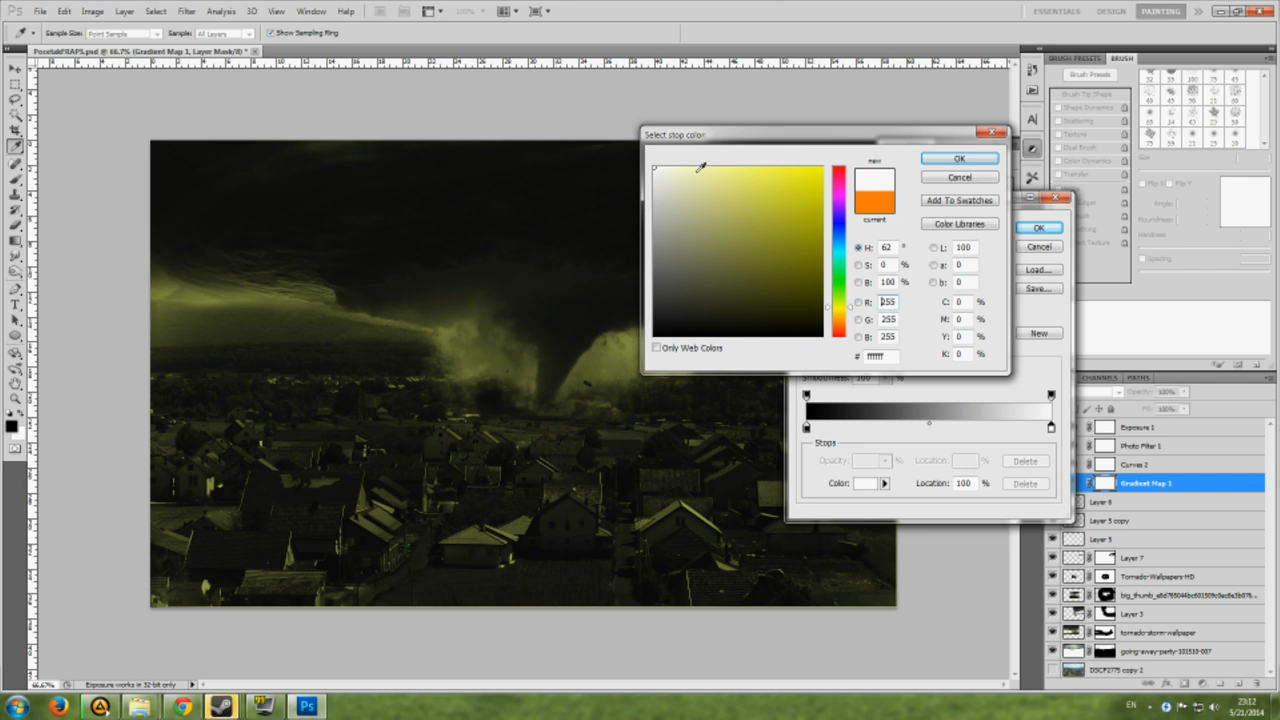 Ps File Edit Image Layer Select Filter Analysis 3D View Window Help 100% ESSENTIALS DESIGN PAINTING
Sample Size: Point Sample Sample: All Layers Show Sampling Ring
PocetakFRAPS.psd @ 66.7% (Gradient Map 1, Layer Mask/8) *
BRUSH PRESETS BRUSH
Brush Presets
Brush Tip Shape
Shape Dynamics
Scattering
Texture
Dual Brush
Color Dynamics
Transfer
Size
Flip X Flip Y
Angle:
Roundness:
Hardness
Spacing
Select stop color:
new
current
OK
Cancel
Add To Swatches
Color Libraries
H: 62 °
S: 0 %
B: 100 %
R: 255
G: 255
B: 255
# ffffff
L: 100
a: 0
b: 0
C: 0 %
M: 0 %
Y: 0 %
K: 0 %
Only Web Colors
OK
Cancel
Load...
Save...
New
Smoothness: 100 %
Stops
Opacity: % Location: % Delete
Color: Location: 100 % Delete
CHANNELS PATHS
Opacity: 100%
Fill: 100%
Exposure 1
Photo Filter 1
Curves 2
Gradient Map 1
Layer 6
Layer 5 copy
Layer 5
Layer 7
Tornado-Wallpapers-HD
Layer 3
tornado-storm-wallpaper
going-away-party-101510-007
DSCF2775 copy 2
66.67% Exposure works in 32-bit only
EN 23:12
5/21/2014